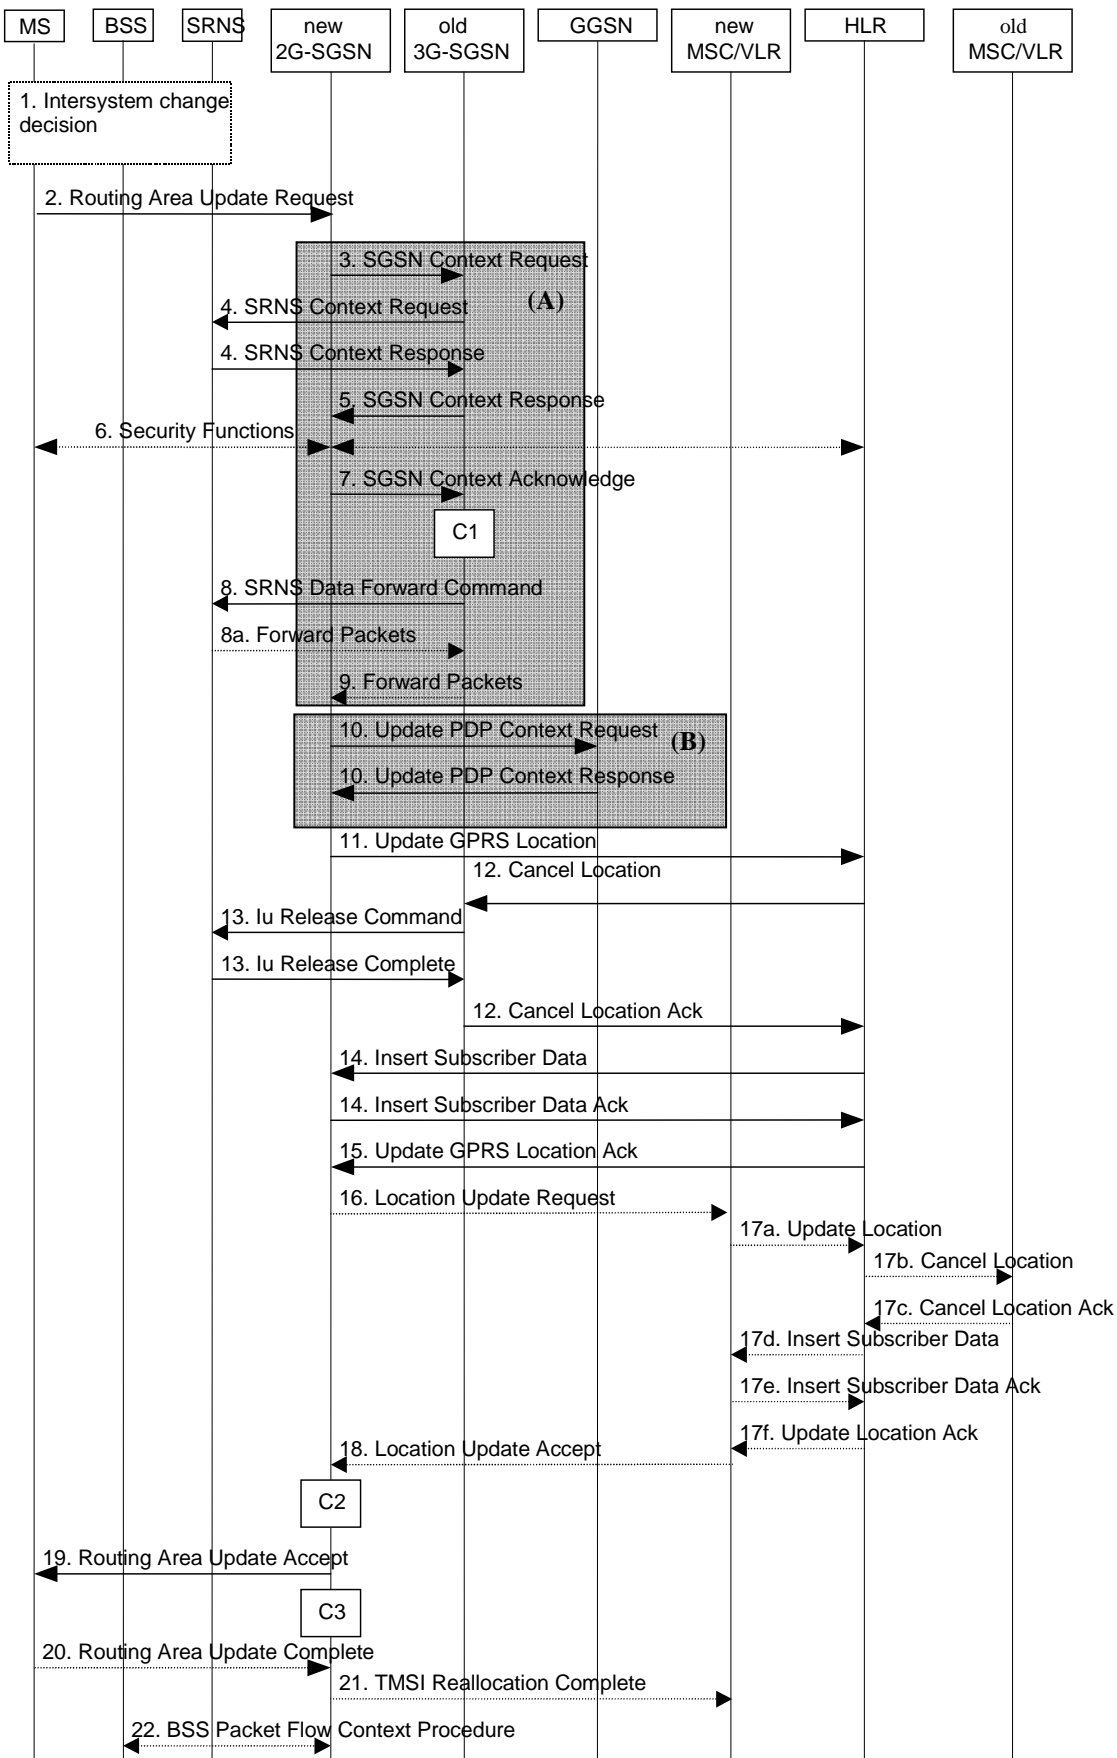 MS
BSS
SRNS
new
2G-SGSN
old
3G-SGSN
GGSN
new
MSC/VLR
HLR
old
MSC/VLR
1. Intersystem change
decision
2. Routing Area Update Request
3. SGSN Context Request
(A)
4. SRNS Context Request
4. SRNS Context Response
5. SGSN Context Response
6. Security Functions
7. SGSN Context Acknowledge
C1
8. SRNS Data Forward Command
8a. Forward Packets
9. Forward Packets
10. Update PDP Context Request
(B)
10. Update PDP Context Response
11. Update GPRS Location
12. Cancel Location
13. Iu Release Command
13. Iu Release Complete
12. Cancel Location Ack
14. Insert Subscriber Data
14. Insert Subscriber Data Ack
15. Update GPRS Location Ack
16. Location Update Request
17a. Update Location
17b. Cancel Location
17c. Cancel Location Ack
17d. Insert Subscriber Data
17e. Insert Subscriber Data Ack
17f. Update Location Ack
18. Location Update Accept
C2
19. Routing Area Update Accept
C3
20. Routing Area Update Complete
21. TMSI Reallocation Complete
22. BSS Packet Flow Context Procedure